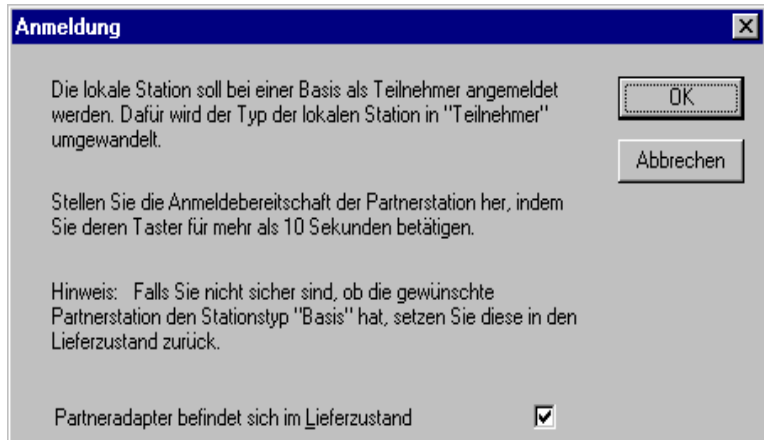 Anmeldung
Die lokale Station soll bei einer Basis als Teilnehmer angemeldet
werden. Dafür wird der Typ der lokalen Station in "Teilnehmer"
umgewandelt.
OK
Abbrechen
Stellen Sie die Anmeldebereitschaft der Partnerstation her, indem
Sie deren Taster für mehr als 10 Sekunden betätigen.
Hinweis: Falls Sie nicht sicher sind, ob die gewünschte
Partnerstation den Stationstyp "Basis" hat, setzen Sie diese in den
Lieferzustand zurück.
Partneradapter befindet sich im Lieferzustand